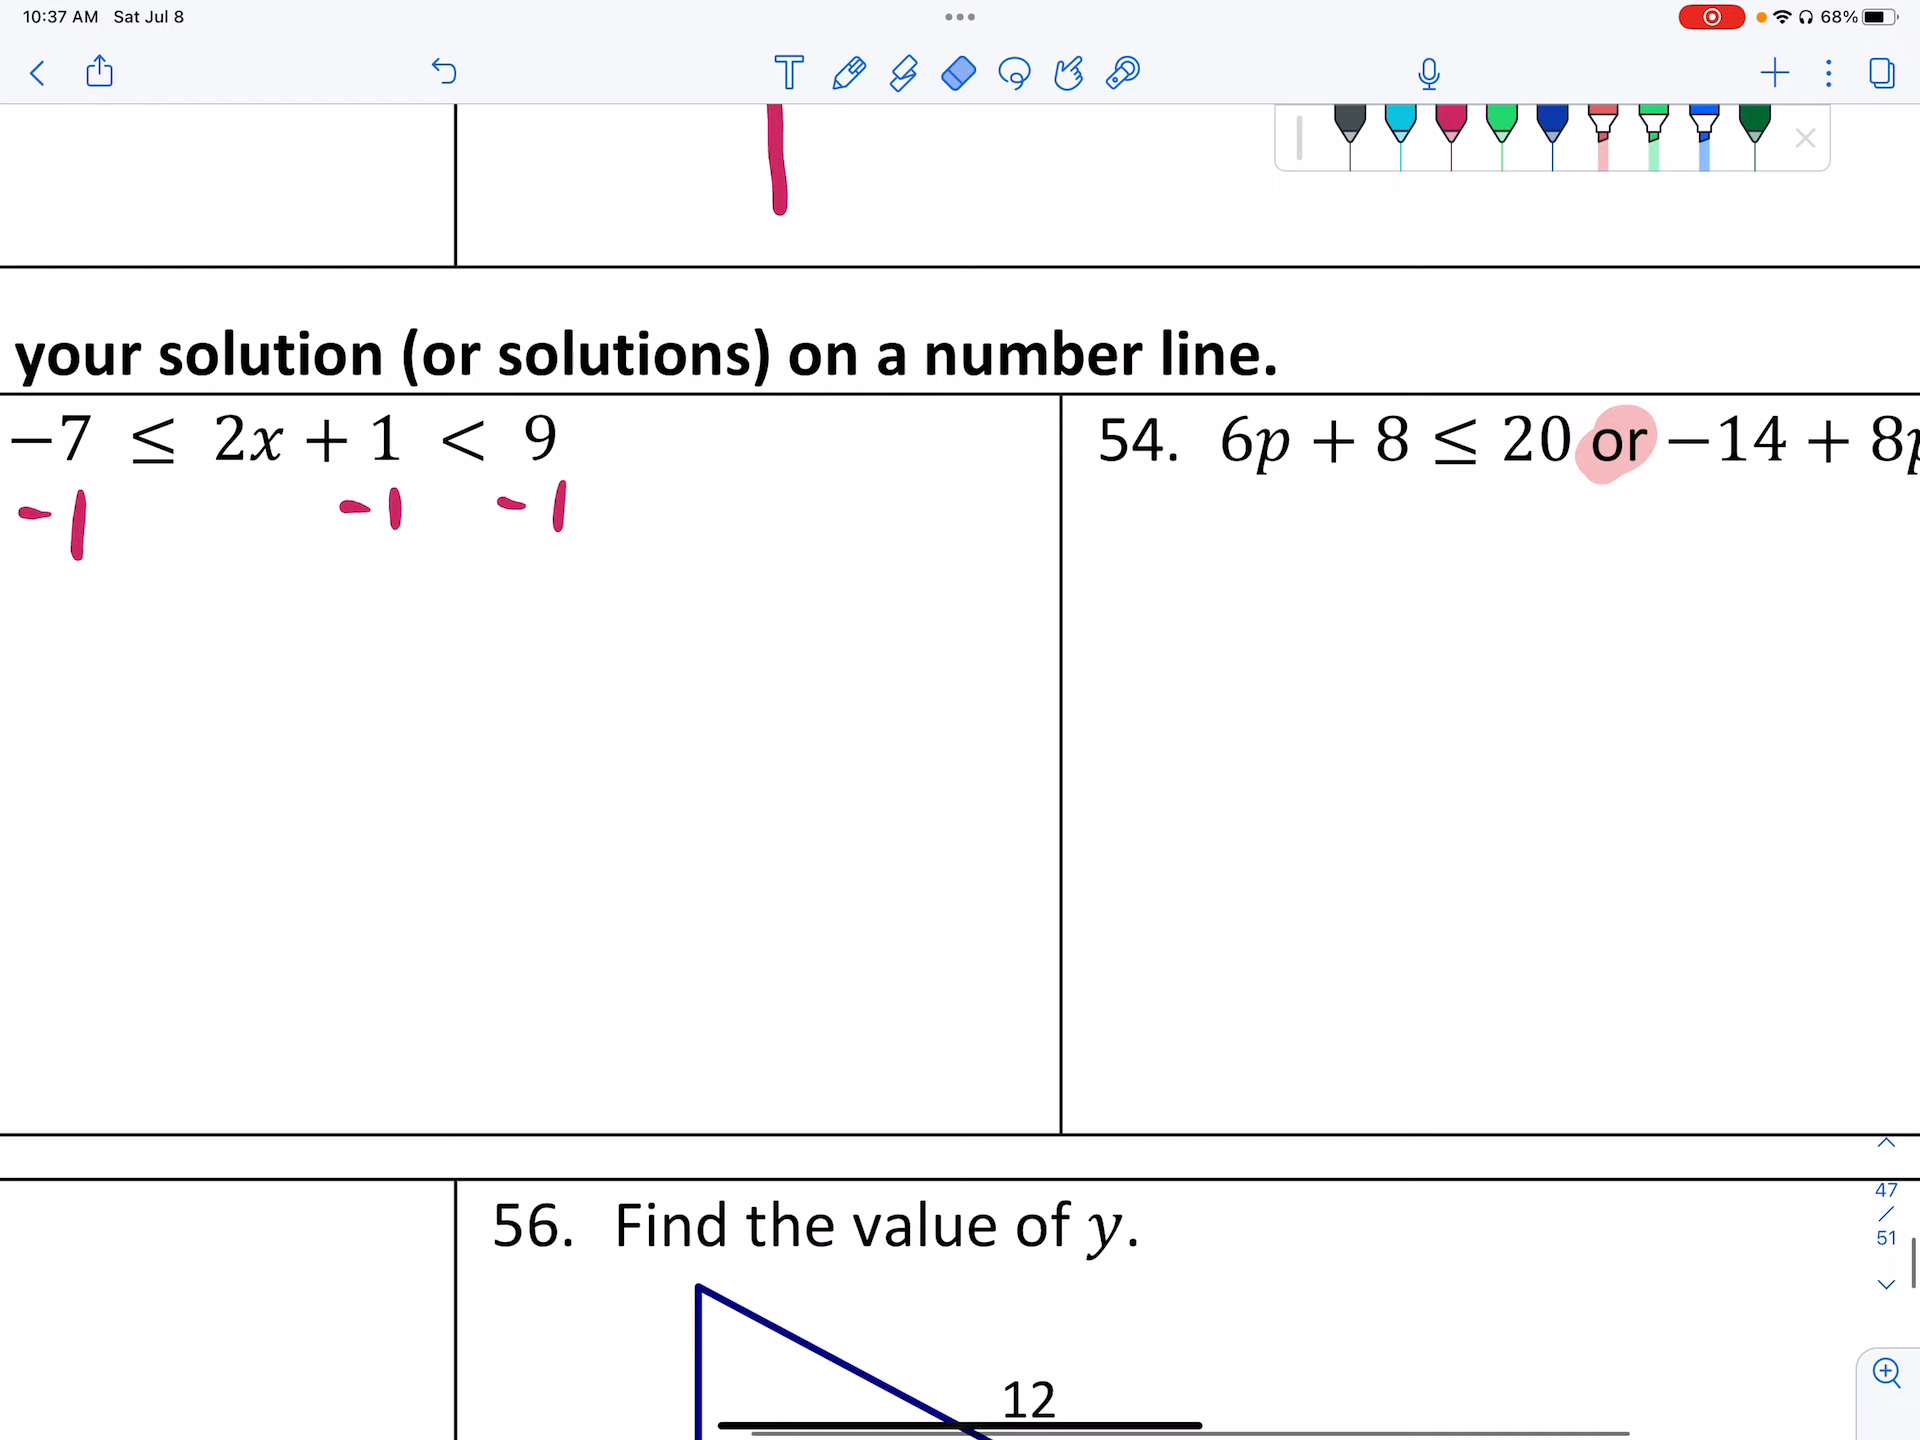 10:37 AM Sat Jul 8
68%
your solution (or solutions) on a number line.
−7 ≤ 2x + 1 < 9
-1 -1 -1
54. 6p + 8 ≤ 20 or −14 + 8p
47
/
51
56. Find the value of y.
12